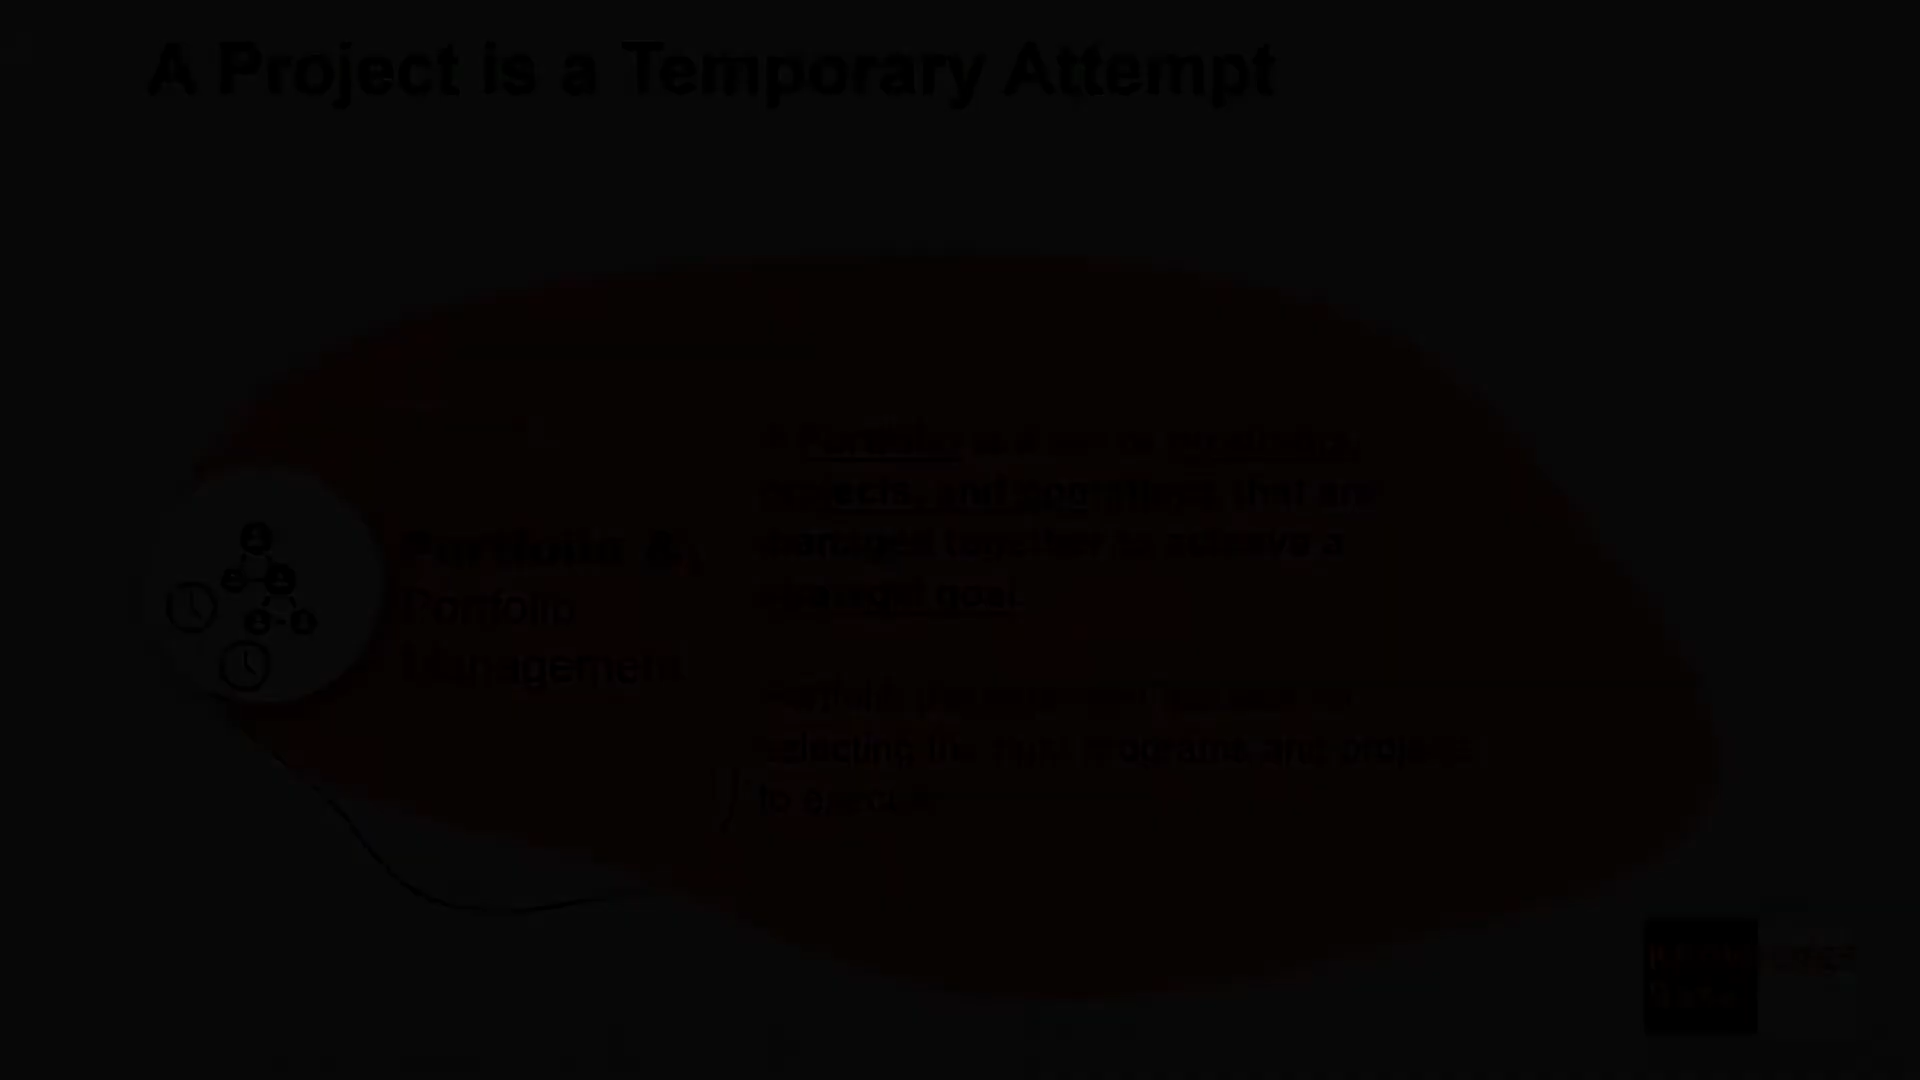 A Project is a Temporary Attempt
A Portfolio is a set of programs,
projects, and operations, that are
managed together to achieve a
strategic goal
Portfolio &
Portfolio
Management
Portfolio Management focuses on
selecting the right programs and projects
to execute